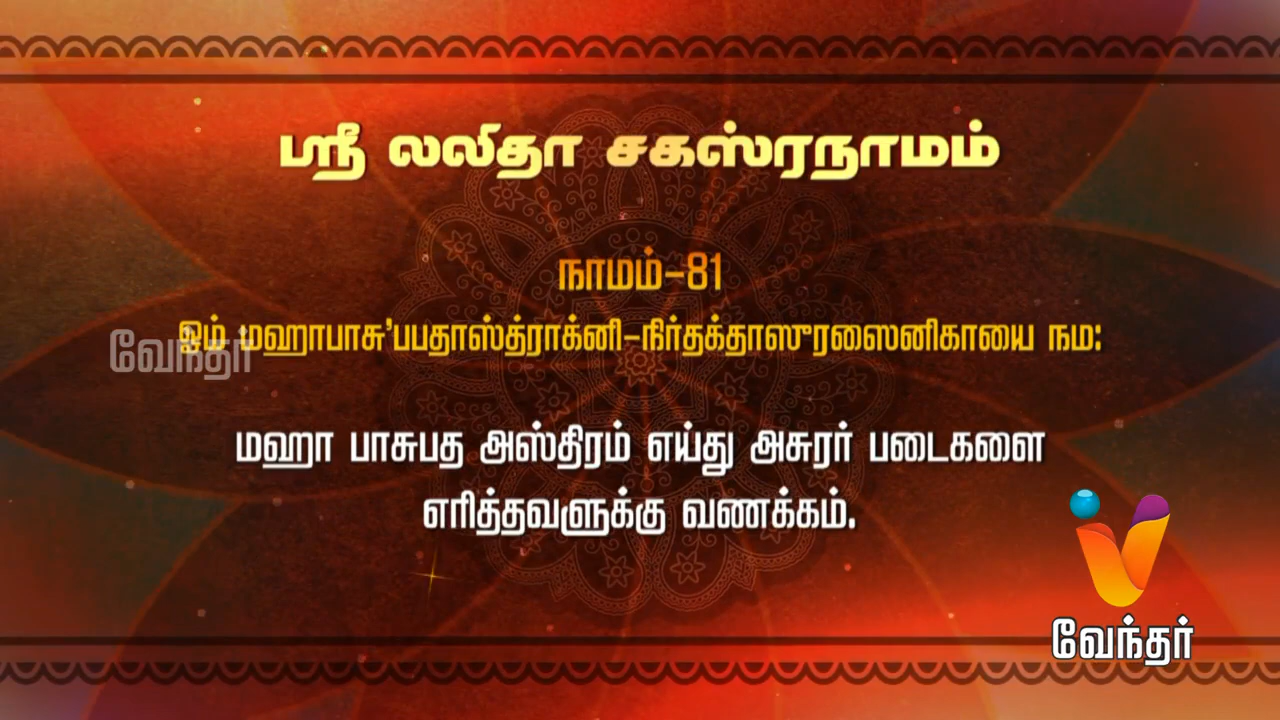 ஸ்ரீ லலிதா சகஸ்ரநாமம்
நாமம்-81
ஓம் மஹாபாசு'பபதாஸ்த்ராக்னி-நிர்தக்தாஸுரஸைனிகாயை நம:
வேந்தர்
மஹா பாசுபத அஸ்திரம் எய்து அசுரர் படைகளை
எரித்தவளுக்கு வணக்கம்.
வேந்தர்